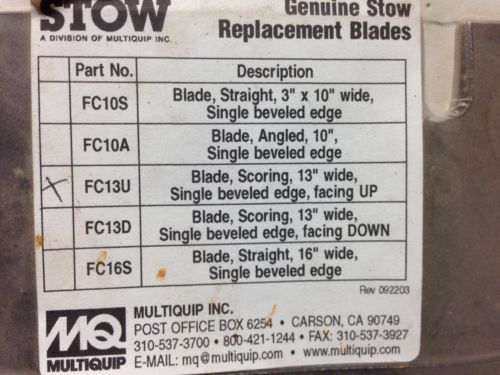 STOW
A DIVISION OF MULTIQUIP INC.
Genuine Stow
Replacement Blades
Part No. Description
FC10S Blade, Straight, 3" x 10" wide,
Single beveled edge
FC10A Blade, Angled, 10",
Single beveled edge
X FC13U Blade, Scoring, 13" wide,
Single beveled edge, facing UP
FC13D Blade, Scoring, 13" wide,
Single beveled edge, facing DOWN
FC16S Blade, Straight, 16" wide,
Single beveled edge
Rev 092203
MQ
MULTIQUIP
MULTIQUIP INC.
POST OFFICE BOX 6254 • CARSON, CA 90749
310-537-3700 • 800-421-1244 • FAX: 310-537-3927
E-MAIL: mq@multiquip.com • www.multiquip.com